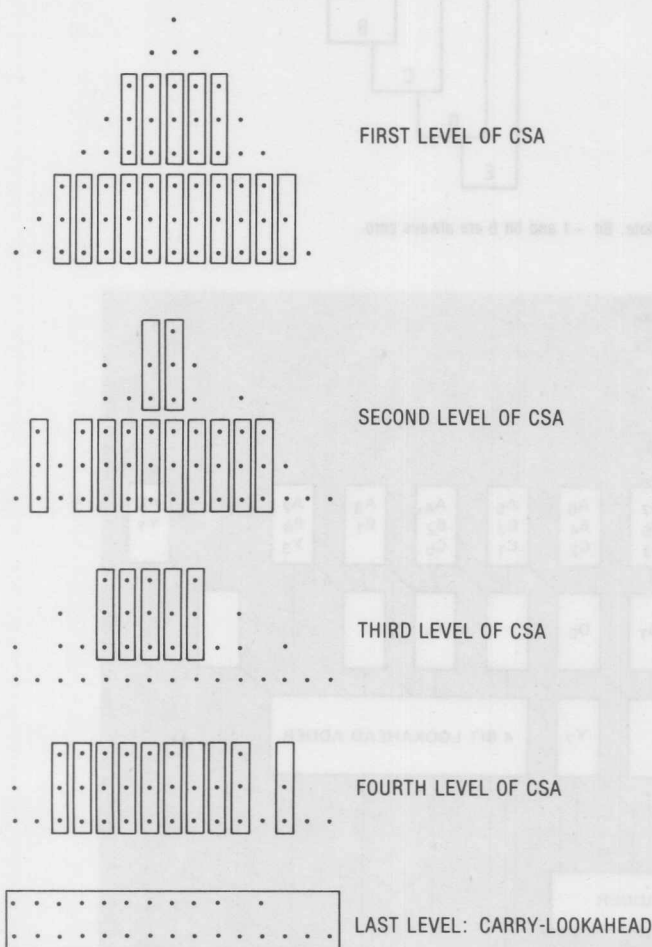 FIRST LEVEL OF CSA
SECOND LEVEL OF CSA
THIRD LEVEL OF CSA
FOURTH LEVEL OF CSA
LAST LEVEL: CARRY-LOOKAHEAD